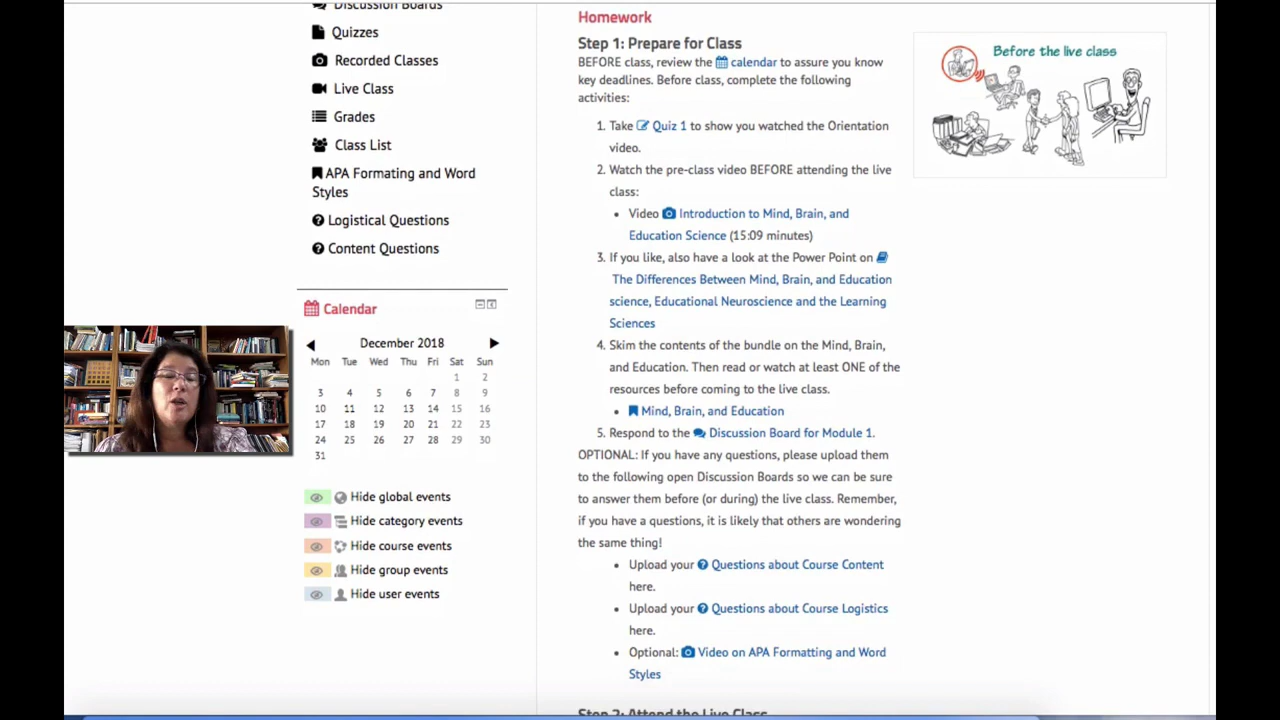 Discussion Boards
Quizzes
Recorded Classes
Live Class
Grades
Class List
APA Formating and Word
Styles
Logistical Questions
Content Questions
Calendar
December 2018
Mon Tue Wed Thu Fri Sat Sun
1 2
3 4 5 6 7 8 9
10 11 12 13 14 15 16
17 18 19 20 21 22 23
24 25 26 27 28 29 30
31
Hide global events
Hide category events
Hide course events
Hide group events
Hide user events
Homework
Step 1: Prepare for Class
BEFORE class, review the calendar to assure you know
key deadlines. Before class, complete the following
activities:
1. Take Quiz 1 to show you watched the Orientation
video.
2. Watch the pre-class video BEFORE attending the live
class:
• Video Introduction to Mind, Brain, and
Education Science (15:09 minutes)
3. If you like, also have a look at the Power Point on
The Differences Between Mind, Brain, and Education
science, Educational Neuroscience and the Learning
Sciences
4. Skim the contents of the bundle on the Mind, Brain,
and Education. Then read or watch at least ONE of the
resources before coming to the live class.
• Mind, Brain, and Education
5. Respond to the Discussion Board for Module 1.
OPTIONAL: If you have any questions, please upload them
to the following open Discussion Boards so we can be sure
to answer them before (or during) the live class. Remember,
if you have a questions, it is likely that others are wondering
the same thing!
• Upload your Questions about Course Content
here.
• Upload your Questions about Course Logistics
here.
• Optional: Video on APA Formatting and Word
Styles
Step 2: Attend the Live Class
Before the live class